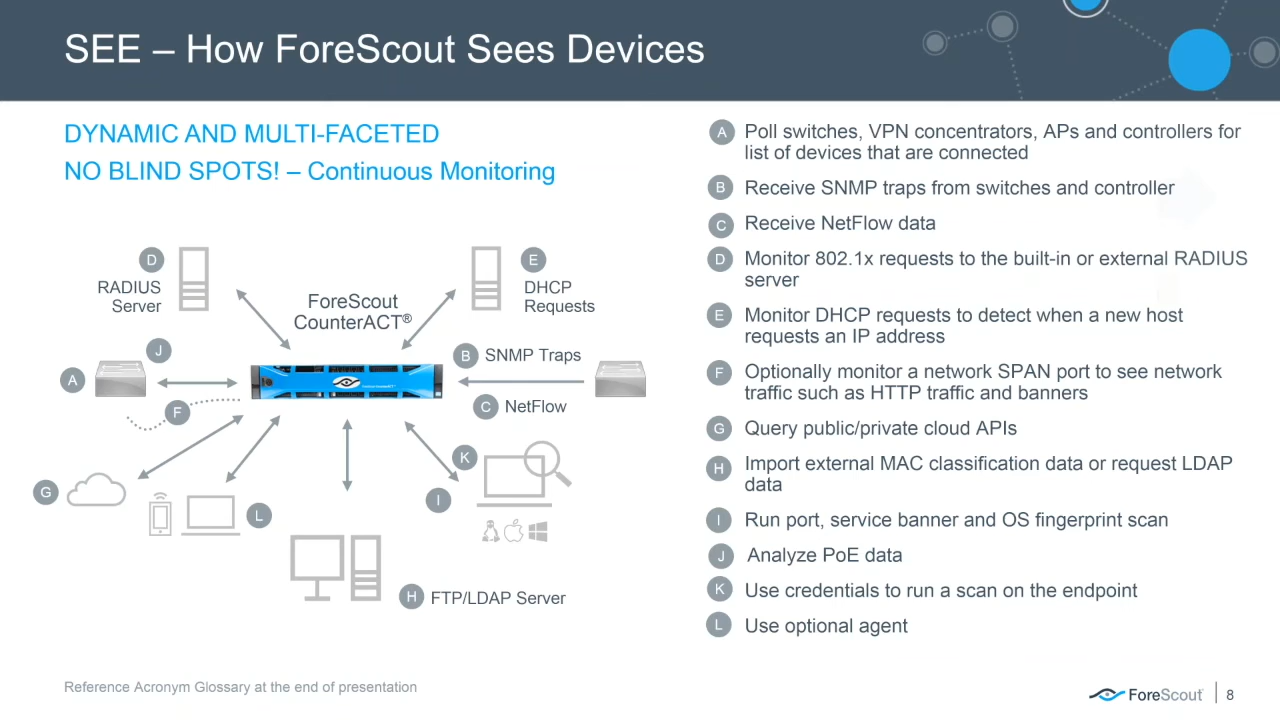 SEE – How ForeScout Sees Devices
DYNAMIC AND MULTI-FACETED
NO BLIND SPOTS! – Continuous Monitoring
D
RADIUS
Server
ForeScout
CounterACT®
E
DHCP
Requests
J
A
F
B SNMP Traps
C NetFlow
G
L
K
I
H FTP/LDAP Server
A Poll switches, VPN concentrators, APs and controllers for
list of devices that are connected
B Receive SNMP traps from switches and controller
C Receive NetFlow data
D Monitor 802.1x requests to the built-in or external RADIUS
server
E Monitor DHCP requests to detect when a new host
requests an IP address
F Optionally monitor a network SPAN port to see network
traffic such as HTTP traffic and banners
G Query public/private cloud APIs
H Import external MAC classification data or request LDAP
data
I Run port, service banner and OS fingerprint scan
J Analyze PoE data
K Use credentials to run a scan on the endpoint
L Use optional agent
Reference Acronym Glossary at the end of presentation
ForeScout
8